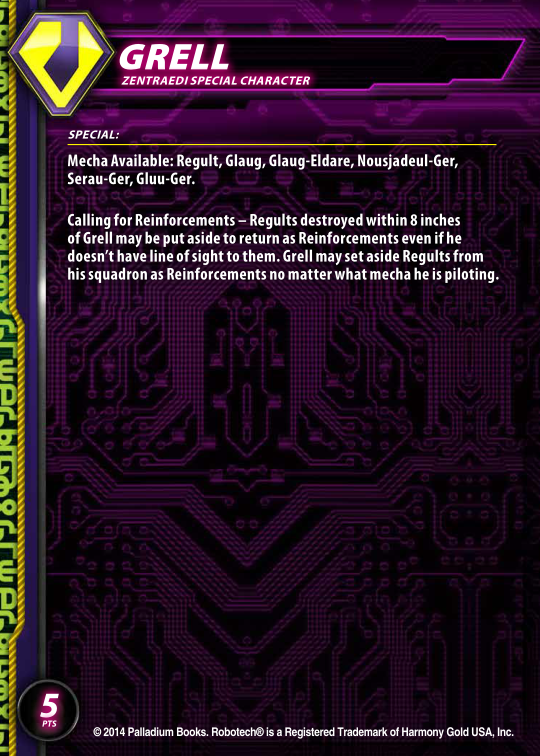 GRELL
ZENTRAEDI SPECIAL CHARACTER
SPECIAL:
Mecha Available: Regult, Glaug, Glaug-Eldare, Nousjadeul-Ger,
Serau-Ger, Gluu-Ger.
Calling for Reinforcements – Regults destroyed within 8 inches
of Grell may be put aside to return as Reinforcements even if he
doesn't have line of sight to them. Grell may set aside Regults from
his squadron as Reinforcements no matter what mecha he is piloting.
5
PTS
© 2014 Palladium Books. Robotech® is a Registered Trademark of Harmony Gold USA, Inc.